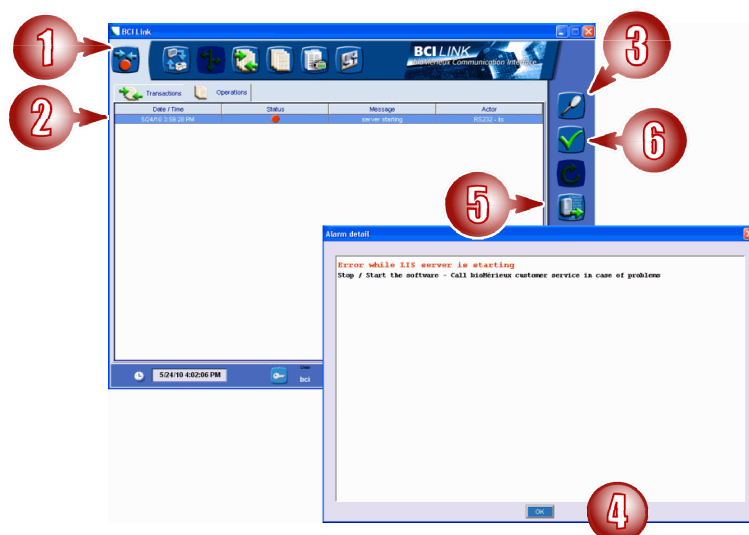 BCI Link
1
BCI LINK
bioMérieux Communication Interface
3
Transactions
Operations
Date / Time Status Message Actor
5/24/10 3:59:28 PM server starting RS232 - lis
2
6
5
Alarm detail
Error while LIS server is starting
Stop / Start the software - Call bioMérieux customer service in case of problems
5/24/10 4:02:06 PM
User
bci
OK
4